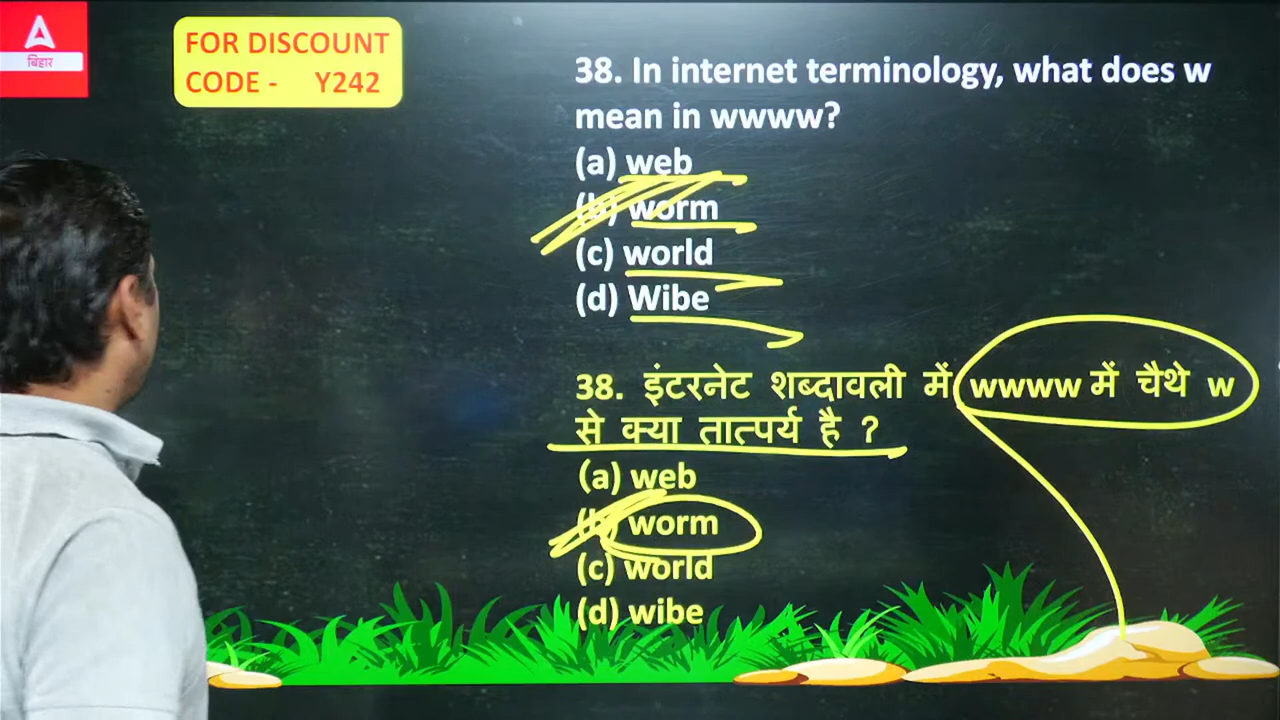 बिहार
FOR DISCOUNT
CODE - Y242
38. In internet terminology, what does w
mean in wwww?
(a) web
(b) worm
(c) world
(d) Wibe
38. इंटरनेट शब्दावली में wwww में चैथे w
से क्या तात्पर्य है ?
(a) web
(b) worm
(c) world
(d) wibe